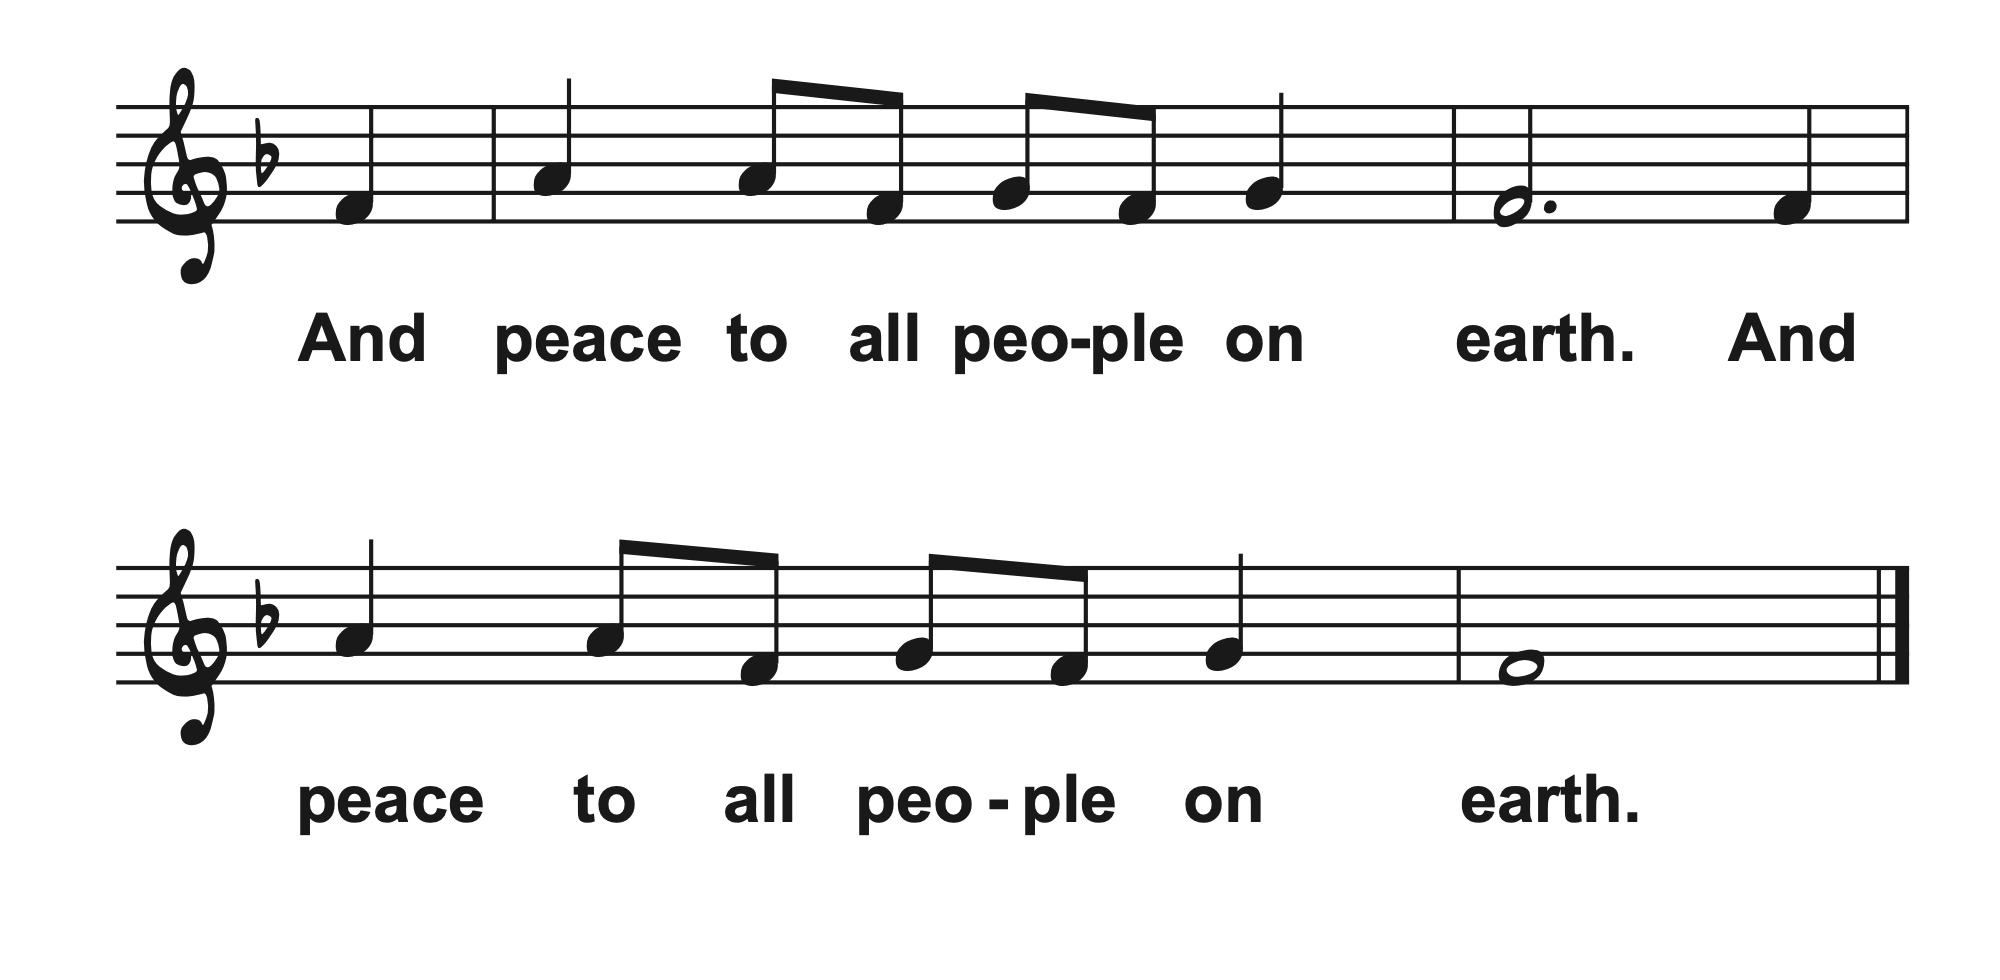 And peace to all peo-ple on earth. And
peace to all peo - ple on earth.